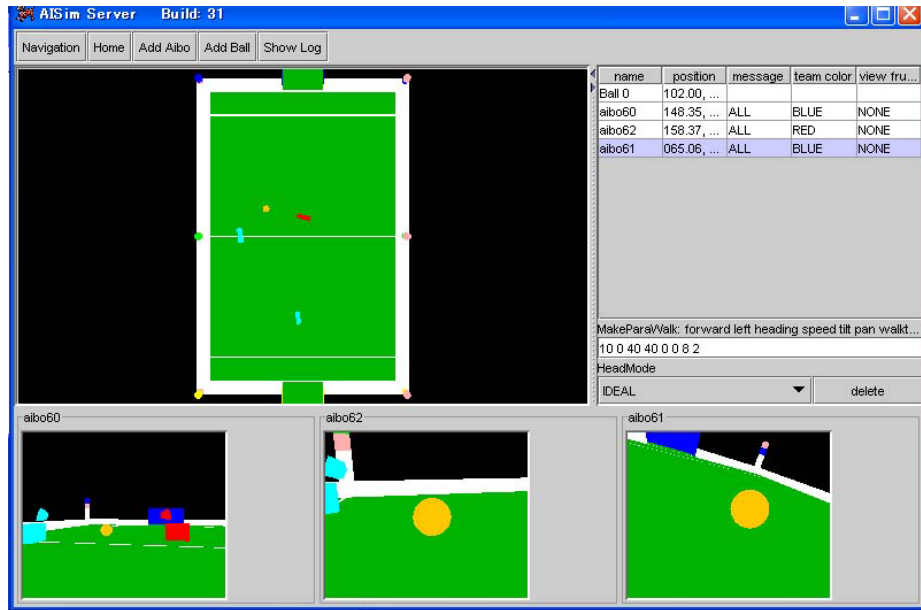 AISim Server Build: 31
Navigation Home Add Aibo Add Ball Show Log
name position message team color view fru...
Ball 0 102.00, ...
aibo60 148.35, ... ALL BLUE NONE
aibo62 158.37, ... ALL RED NONE
aibo61 065.06, ... ALL BLUE NONE
MakeParaWalk: forward left heading speed tilt pan walkt...
10 0 40 40 0 0 8 2
HeadMode
IDEAL delete
aibo60 aibo62 aibo61